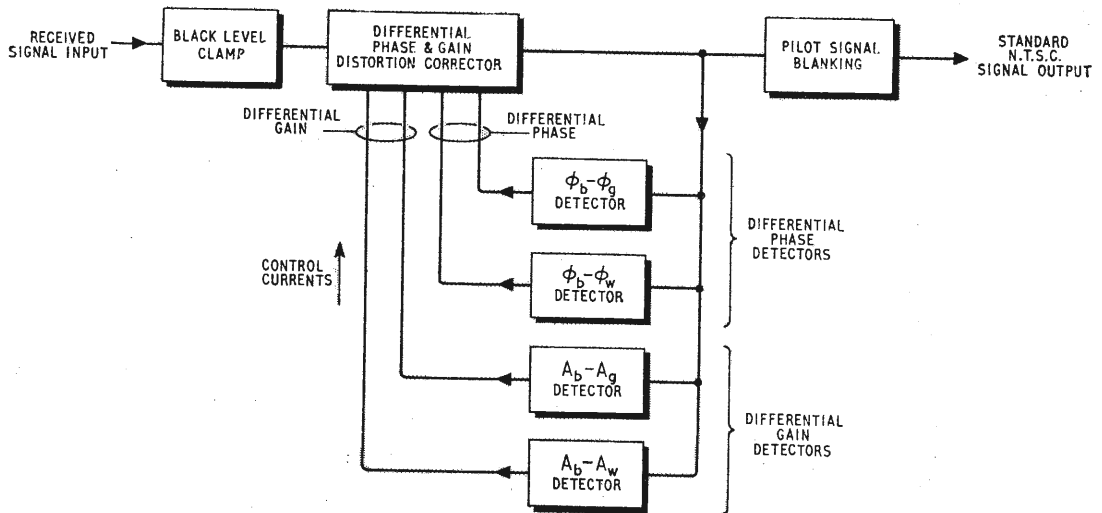 RECEIVED
SIGNAL INPUT
BLACK LEVEL
CLAMP
DIFFERENTIAL
PHASE & GAIN
DISTORTION CORRECTOR
PILOT SIGNAL
BLANKING
STANDARD
N.T.S.C.
SIGNAL OUTPUT
DIFFERENTIAL
GAIN
DIFFERENTIAL
PHASE
ϕb−ϕg
DETECTOR
DIFFERENTIAL
PHASE
DETECTORS
CONTROL
CURRENTS
ϕb−ϕw
DETECTOR
Ab−Ag
DETECTOR
DIFFERENTIAL
GAIN
DETECTORS
Ab−Aw
DETECTOR